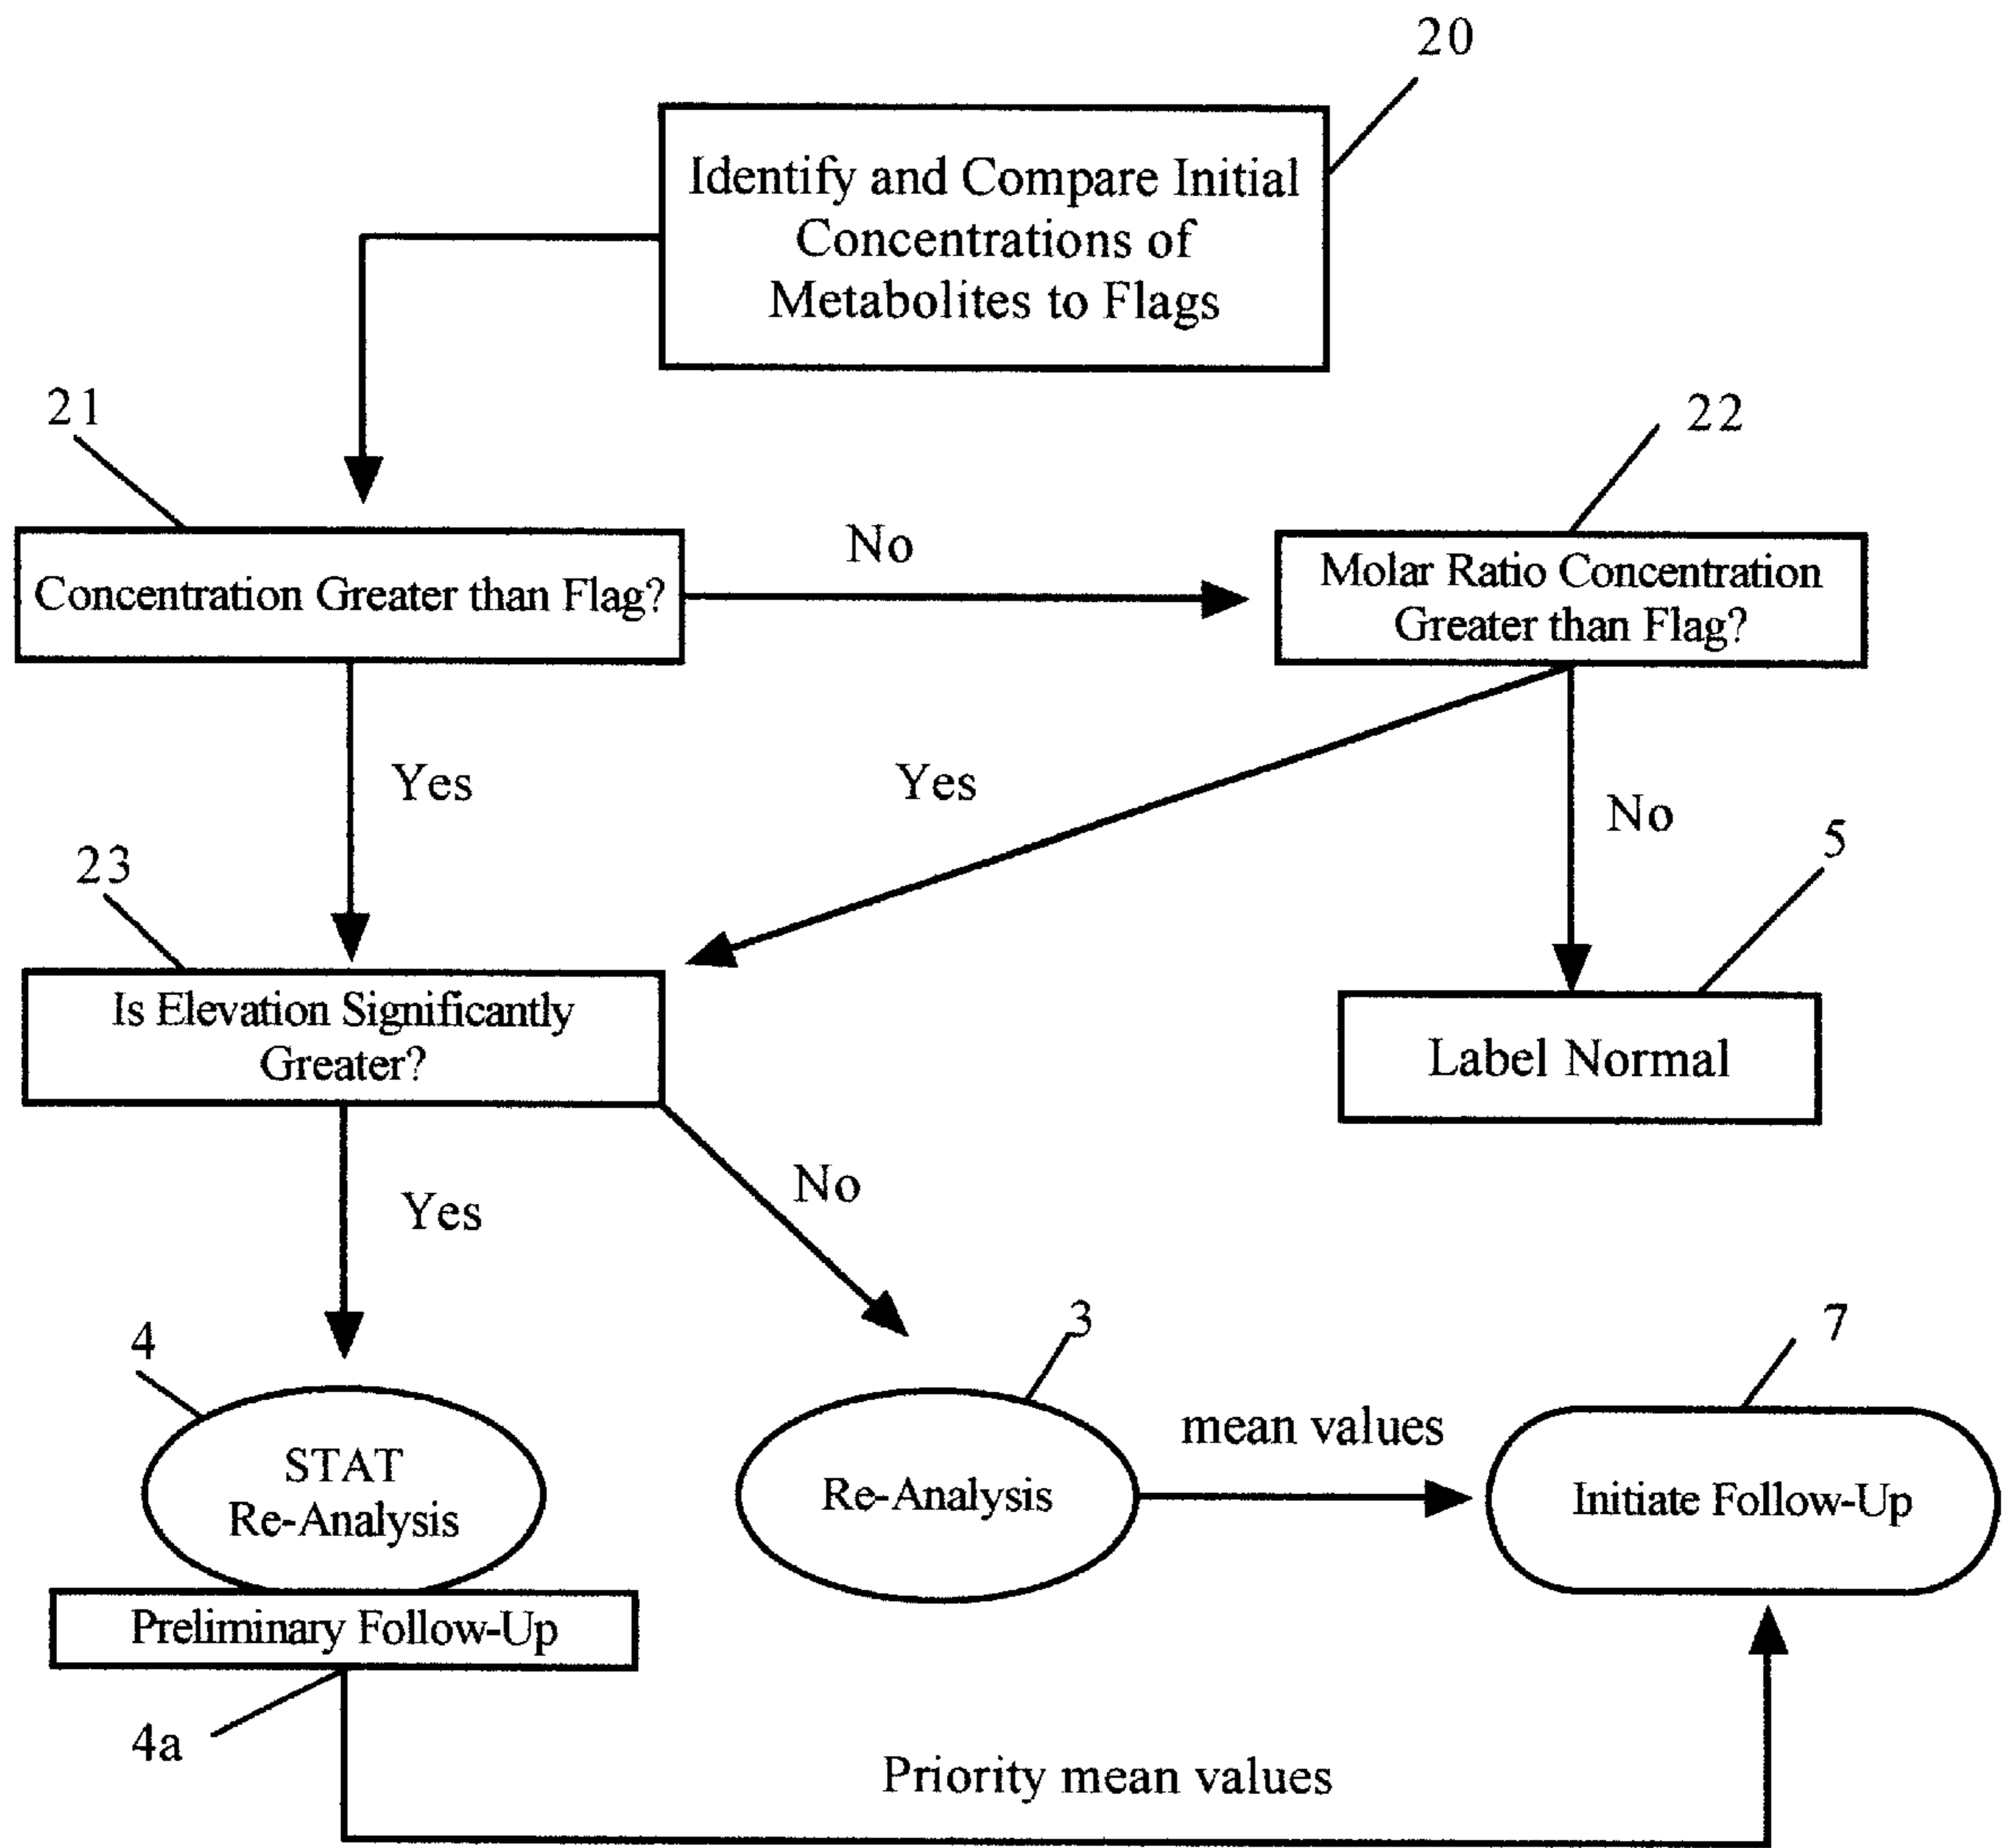 20
Identify and Compare Initial
Concentrations of
Metabolites to Flags
21
22
Concentration Greater than Flag?
No
Molar Ratio Concentration
Greater than Flag?
Yes
Yes
No
23
5
Is Elevation Significantly
Greater?
Label Normal
Yes
No
4
3
7
STAT
Re-Analysis
Re-Analysis
mean values
Initiate Follow-Up
Preliminary Follow-Up
4a
Priority mean values